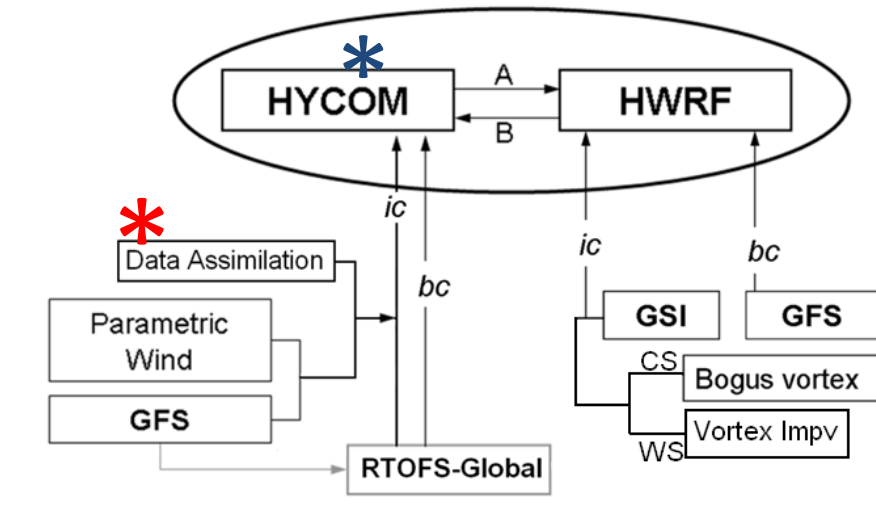 *
HYCOM
A
B
HWRF
*
ic
Data Assimilation
bc
ic
bc
Parametric
Wind
GSI
GFS
CS
Bogus vortex
GFS
Vortex Impv
WS
RTOFS-Global